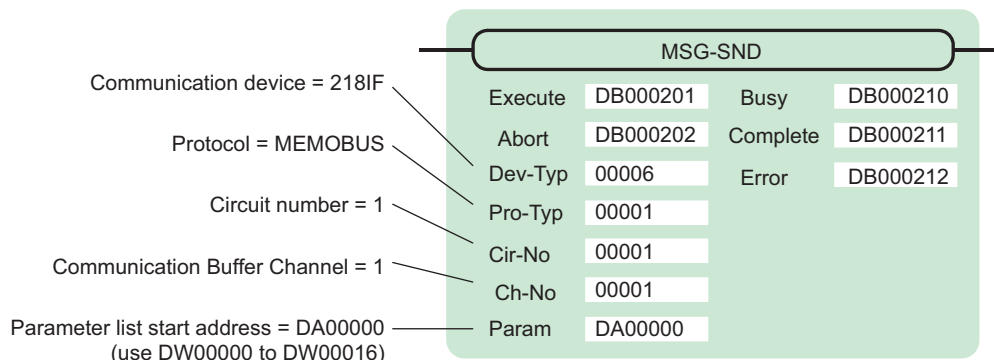 MSG-SND
Communication device = 218IF
Protocol = MEMOBUS
Circuit number = 1
Communication Buffer Channel = 1
Parameter list start address = DA00000
(use DW00000 to DW00016)
Execute DB000201 Busy DB000210
Abort DB000202 Complete DB000211
Dev-Typ 00006 Error DB000212
Pro-Typ 00001
Cir-No 00001
Ch-No 00001
Param DA00000